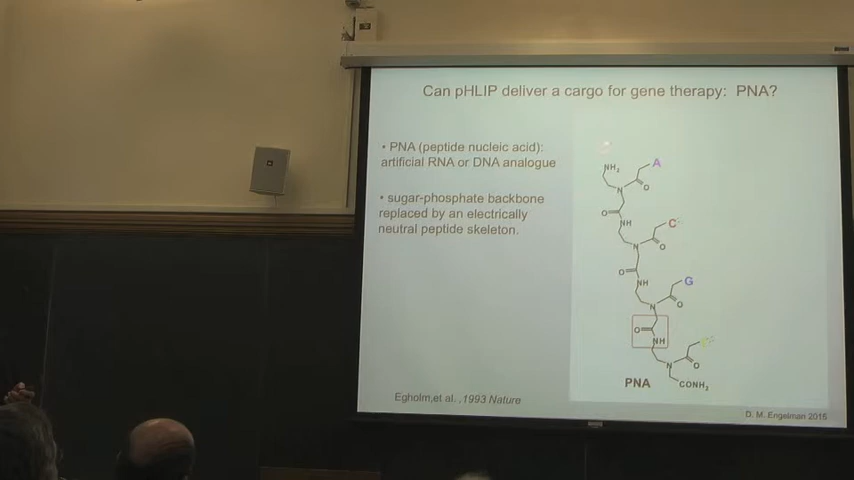 Can pHLIP deliver a cargo for gene therapy: PNA?
• PNA (peptide nucleic acid):
artificial RNA or DNA analogue
• sugar-phosphate backbone
replaced by an electrically
neutral peptide skeleton.
NH₂
A
N
O
O
NH
C
N
O
O
NH
G
N
O
O
NH
N
O
PNA
CONH₂
Egholm,et al. ,1993 Nature
D. M. Engelman 2015